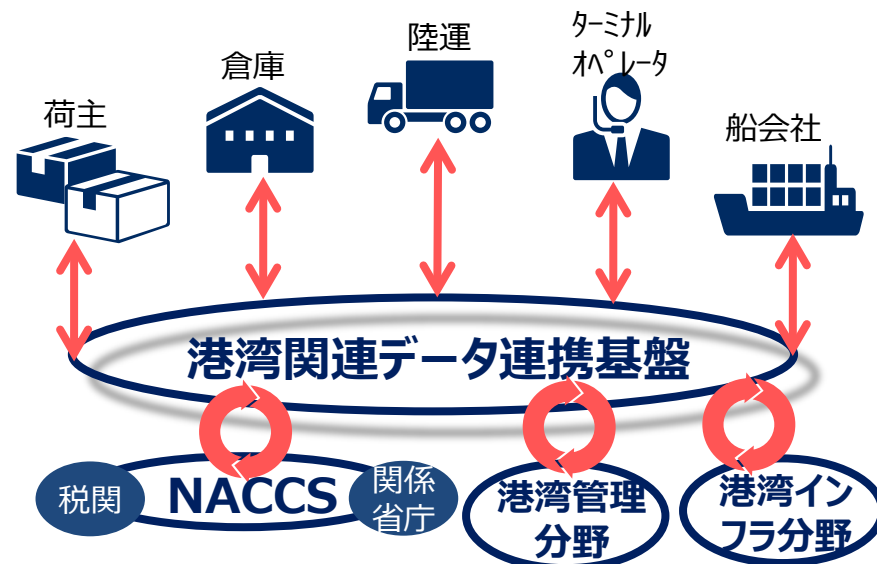 荷主
倉庫
陸運
ﾀｰﾐﾅﾙ
ｵﾍﾟﾚｰﾀ
船会社
港湾関連データ連携基盤
税関
NACCS
関係
省庁
港湾管理
分野
港湾イン
フラ分野